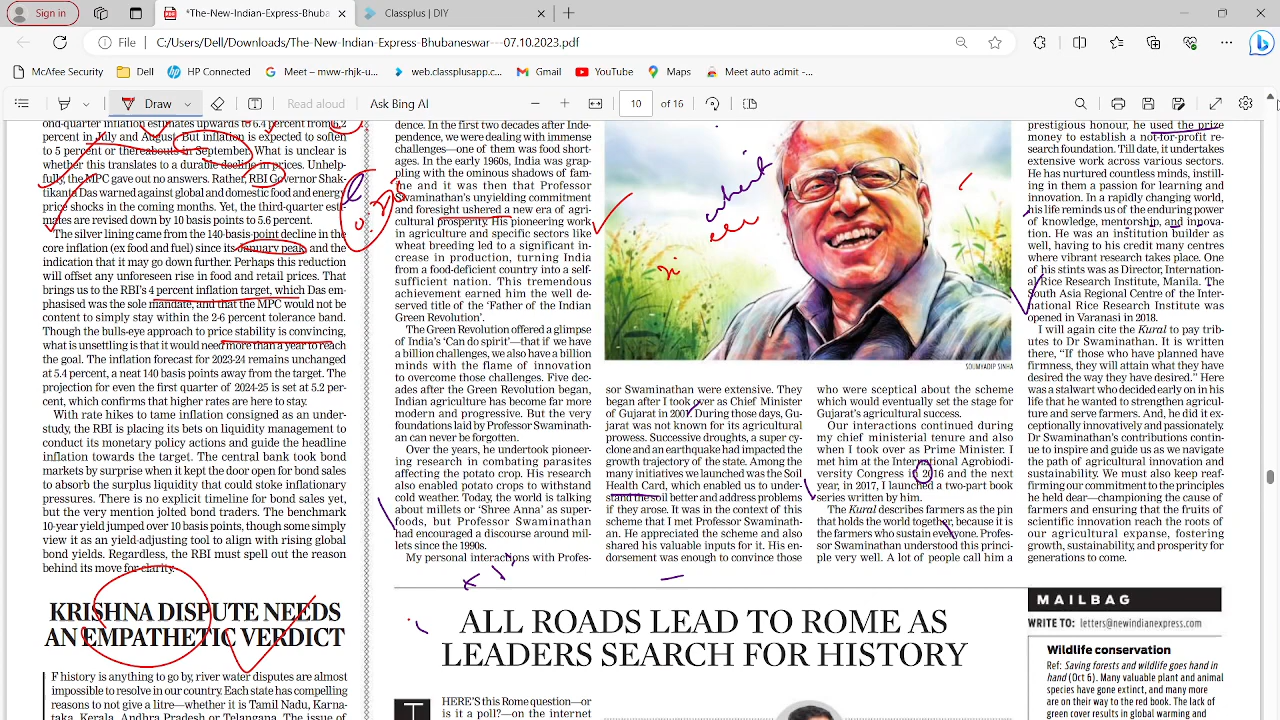 Sign in
*The-New-Indian-Express-Bhuba
Classplus | DIY
File
C:/Users/Dell/Downloads/The-New-Indian-Express-Bhubaneswar---07.10.2023.pdf
McAfee Security
Dell
HP Connected
Meet – mww-rhjk-u...
web.classplusapp.c...
Gmail
YouTube
Maps
Meet auto admit -...
Draw
Read aloud
Ask Bing AI
10
of 16
ond-quarter inflation estimates upwards to 6.4 percent from 6.2
percent in July and August. But inflation is expected to soften
to 5 percent or thereabouts in September. What is unclear is
whether this translates to a durable decline in prices. Unhelp-
fully, the MPC gave out no answers. Rather, RBI Governor Shak-
tikanta Das warned against global and domestic food and energy
price shocks in the coming months. Yet, the third-quarter est-
mates are revised down by 10 basis points to 5.6 percent.
The silver lining came from the 140-basis-point decline in the
core inflation (ex food and fuel) since its January peak, and the
indication that it may go down further. Perhaps this reduction
will offset any unforeseen rise in food and retail prices. That
brings us to the RBI's 4 percent inflation target, which Das em-
phasised was the sole mandate, and that the MPC would not be
content to simply stay within the 2-6 percent tolerance band.
Though the bulls-eye approach to price stability is convincing,
what is unsettling is that it would need more than a year to reach
the goal. The inflation forecast for 2023-24 remains unchanged
at 5.4 percent, a neat 140 basis points away from the target. The
projection for even the first quarter of 2024-25 is set at 5.2 per-
cent, which confirms that higher rates are here to stay.
With rate hikes to tame inflation consigned as an under-
study, the RBI is placing its bets on liquidity management to
conduct its monetary policy actions and guide the headline
inflation towards the target. The central bank took bond
markets by surprise when it kept the door open for bond sales
to absorb the surplus liquidity that could stoke inflationary
pressures. There is no explicit timeline for bond sales yet,
but the very mention jolted bond traders. The benchmark
10-year yield jumped over 10 basis points, though some simply
view it as an yield-adjusting tool to align with rising global
bond yields. Regardless, the RBI must spell out the reason
behind its move for clarity.
KRISHNA DISPUTE NEEDS
AN EMPATHETIC VERDICT
F history is anything to go by, river water disputes are almost
impossible to resolve in our country. Each state has compelling
reasons to not give a litre—whether it is Tamil Nadu, Karna-
taka, Kerala, Andhra Pradesh or Telangana. The issue of
dence. In the first two decades after Inde-
pendence, we were dealing with immense
challenges—one of them was food short-
ages. In the early 1960s, India was grap-
pling with the ominous shadows of fam-
ine and it was then that Professor
Swaminathan's unyielding commitment
and foresight ushered a new era of agri-
cultural prosperity. His pioneering work
in agriculture and specific sectors like
wheat breeding led to a significant in-
crease in production, turning India
from a food-deficient country into a self-
sufficient nation. This tremendous
achievement earned him the well de-
served title of the 'Father of the Indian
Green Revolution'.
The Green Revolution offered a glimpse
of India's 'Can do spirit'—that if we have
a billion challenges, we also have a billion
minds with the flame of innovation
to overcome those challenges. Five dec-
ades after the Green Revolution began,
Indian agriculture has become far more
modern and progressive. But the very
foundations laid by Professor Swaminath-
an can never be forgotten.
Over the years, he undertook pioneer-
ing research in combating parasites
affecting the potato crop. His research
also enabled potato crops to withstand
cold weather. Today, the world is talking
about millets or 'Shree Anna' as super-
foods, but Professor Swaminathan
had encouraged a discourse around mil-
lets since the 1990s.
My personal interactions with Profes-
SOUMYADIP SINHA
sor Swaminathan were extensive. They
began after I took over as Chief Minister
of Gujarat in 2001. During those days, Gu-
jarat was not known for its agricultural
prowess. Successive droughts, a super cy-
clone and an earthquake had impacted the
growth trajectory of the state. Among the
many initiatives we launched was the Soil
Health Card, which enabled us to under-
stand the soil better and address problems
if they arose. It was in the context of this
scheme that I met Professor Swaminath-
an. He appreciated the scheme and also
shared his valuable inputs for it. His en-
dorsement was enough to convince those
who were sceptical about the scheme
which would eventually set the stage for
Gujarat's agricultural success.
Our interactions continued during
my chief ministerial tenure and also
when I took over as Prime Minister. I
met him at the International Agrobiodi-
versity Congress in 2016 and the next
year, in 2017, I launched a two-part book
series written by him.
The Kural describes farmers as the pin
that holds the world together, because it is
the farmers who sustain everyone. Profes-
sor Swaminathan understood this princi-
ple very well. A lot of people call him a
prestigious honour, he used the prize
money to establish a not-for-profit re-
search foundation. Till date, it undertakes
extensive work across various sectors.
He has nurtured countless minds, instill-
ing in them a passion for learning and
innovation. In a rapidly changing world,
his life reminds us of the enduring power
of knowledge, mentorship, and innova-
tion. He was an institution builder as
well, having to his credit many centres
where vibrant research takes place. One
of his stints was as Director, Internation-
al Rice Research Institute, Manila. The
South Asia Regional Centre of the Inter-
national Rice Research Institute was
opened in Varanasi in 2018.
I will again cite the Kural to pay trib-
utes to Dr Swaminathan. It is written
there, "If those who have planned have
firmness, they will attain what they have
desired the way they have desired." Here
was a stalwart who decided early on in his
life that he wanted to strengthen agricul-
ture and serve farmers. And, he did it ex-
ceptionally innovatively and passionately.
Dr Swaminathan's contributions contin-
ue to inspire and guide us as we navigate
the path of agricultural innovation and
sustainability. We must also keep reaf-
firming our commitment to the principles
he held dear—championing the cause of
farmers and ensuring that the fruits of
scientific innovation reach the roots of
our agricultural expanse, fostering
growth, sustainability, and prosperity for
generations to come.
ALL ROADS LEAD TO ROME AS
LEADERS SEARCH FOR HISTORY
T
HERE'S this Rome question—or
is it a poll?—on the internet
MAILBAG
WRITE TO: letters@newindianexpress.com
Wildlife conservation
Ref: Saving forests and wildlife goes hand in
hand (Oct 6). Many valuable plant and animal
species have gone extinct, and many more
are on their way to the red book. The lack of
green cover results in global warming and